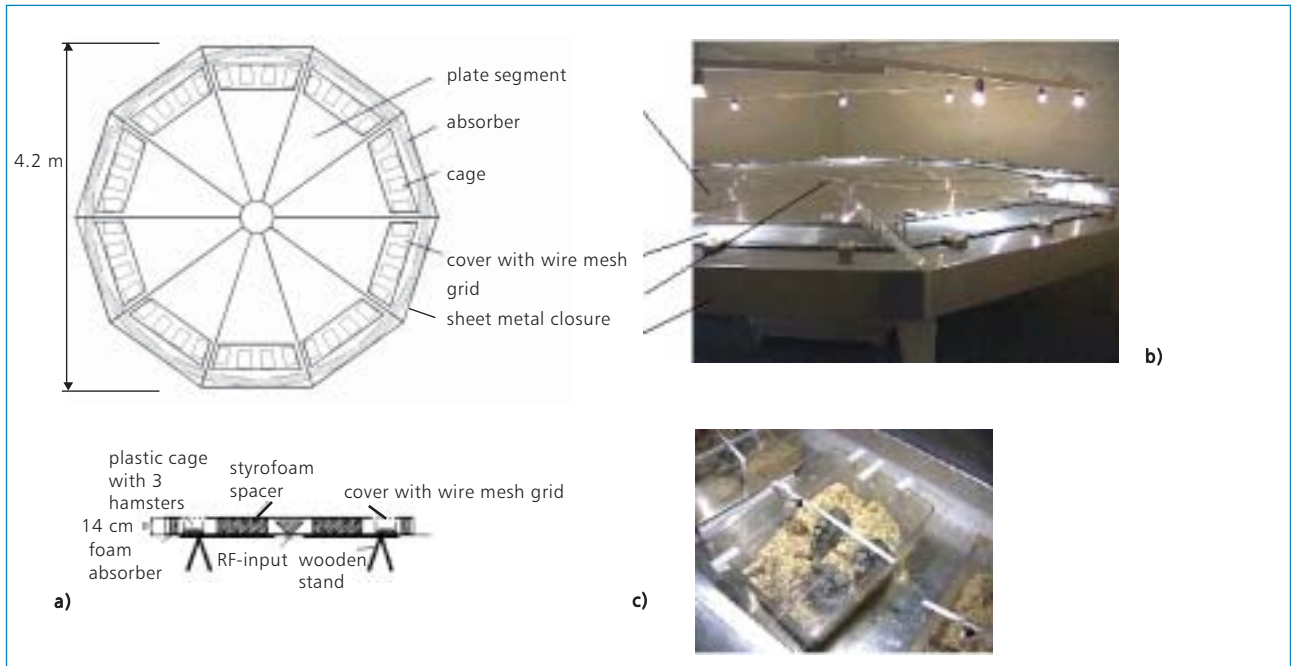 plate segment
absorber
4.2 m
cage
cover with wire mesh
grid
sheet metal closure
b)
plastic cage
with 3
hamsters
styrofoam
spacer
cover with wire mesh grid
14 cm
foam
absorber
RF-input
wooden
stand
a)
c)